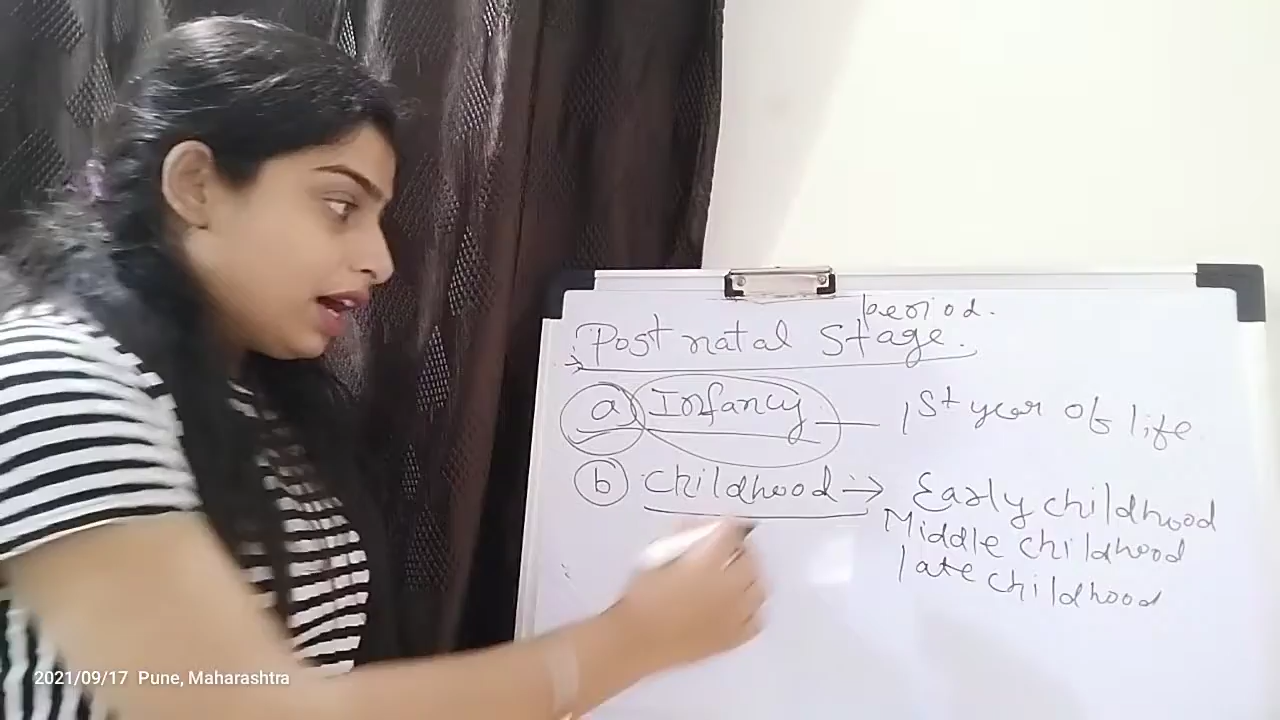 period.
Post natal Stage.
a) Infancy — 1st year of life
b childhood → Early childhood
Middle childhood
late childhood
2021/09/17 Pune, Maharashtra